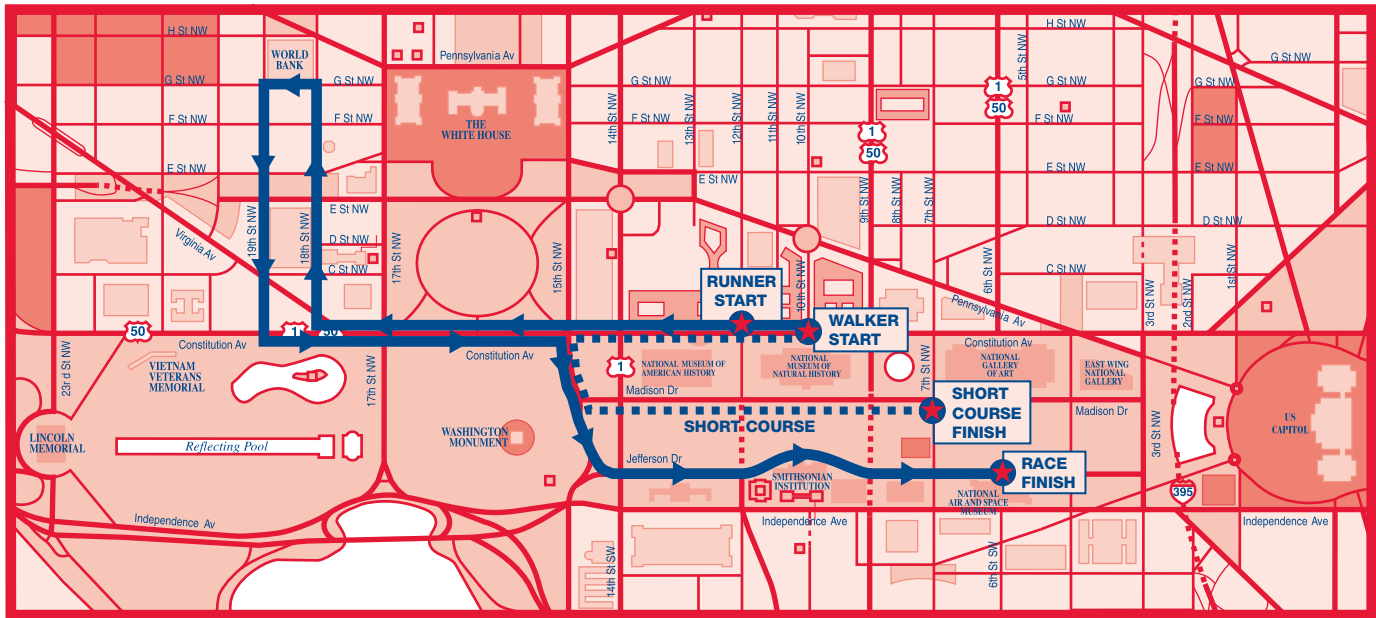 H St NW
H St NW
WORLD
BANK
Pennsylvania Av
5th St NW
G St NW
G St NW
G St NW
G St NW
G St NW
G St NW
1
50
14th St NW
13th St NW
12th St NW
11th St NW
10th St NW
F St NW
F St NW
F St NW
F St NW
F St NW
THE
WHITE HOUSE
1
50
E St NW
E St NW
E St NW
E St NW
E St NW
E St NW
9th St NW
8th St NW
7th St NW
19th St NW
18th St NW
17th St NW
15th St NW
D St NW
D St NW
D St NW
Virginia Av
C St NW
C St NW
10th St NW
6th St NW
3rd St NW
2nd St NW
1st St NW
RUNNER
START
Pennsylvania Av
WALKER
START
50
1
50
Constitution Av
Constitution Av
Constitution Av
23r d St NW
17th St NW
VIETNAM
VETERANS
MEMORIAL
1
NATIONAL MUSEUM OF
AMERICAN HISTORY
NATIONAL
MUSEUM OF
NATURAL HISTORY
7th St NW
NATIONAL
GALLERY
OF ART
EAST WING
NATIONAL
GALLERY
Madison Dr
Madison Dr
SHORT
COURSE
FINISH
SHORT COURSE
3rd St NW
US
CAPITOL
LINCOLN
MEMORIAL
Reflecting Pool
WASHINGTON
MONUMENT
Jefferson Dr
RACE
FINISH
SMITHSONIAN
INSTITUTION
NATIONAL
AIR AND SPACE
MUSEUM
395
Independence Av
Independence Ave
Independence Ave
14th St SW
6th St SW